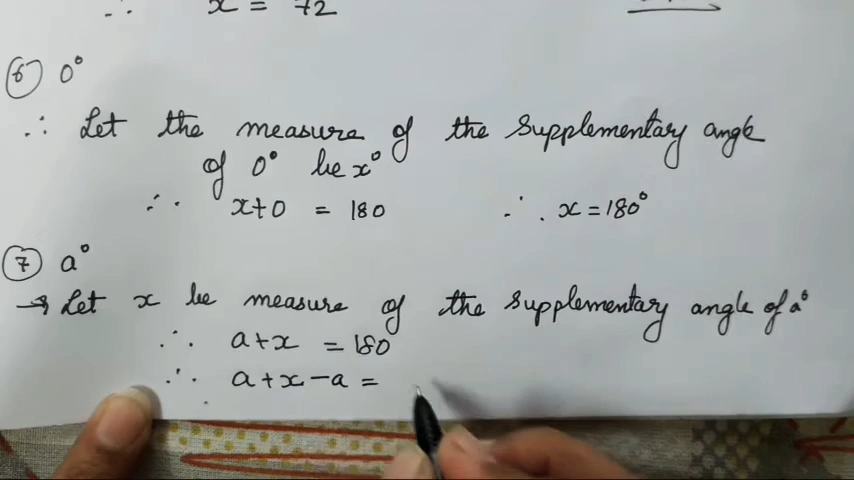 ∴ x = 72
6 0°
∴ Let the measure of the supplementary angle
of 0° be x°
∴ x+0 = 180 ∴ x = 180°
7 a°
→ Let x be measure of the supplementary angle of a°
∴ a+x = 180
∴ a+x-a =